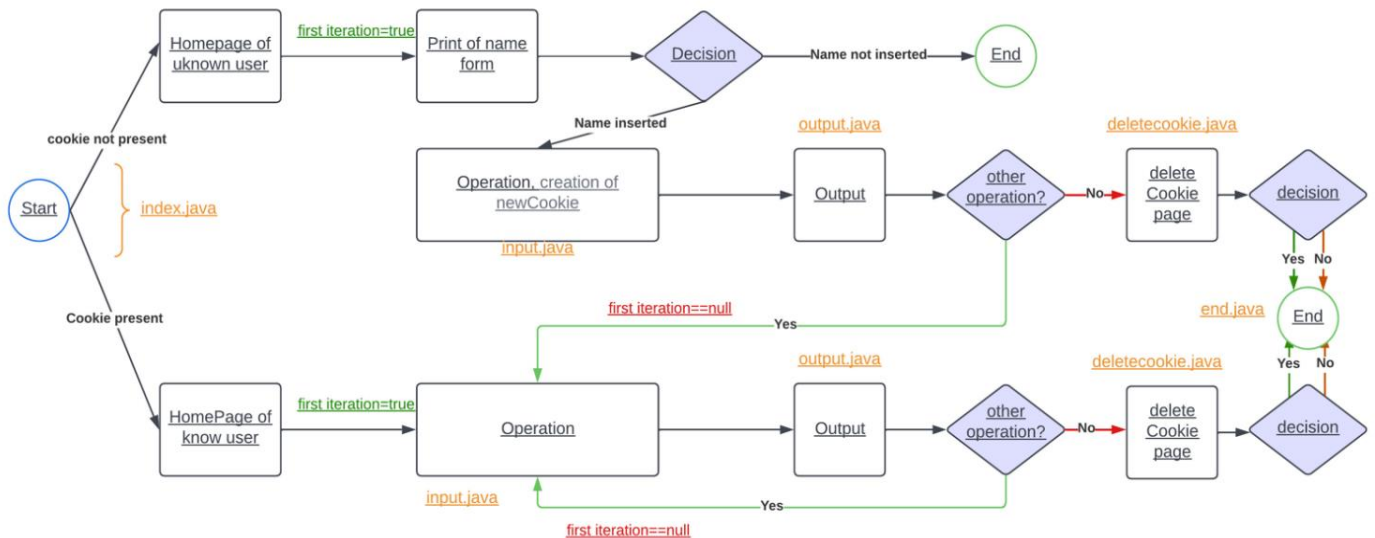 Homepage of
uknown user
first iteration=true
Print of name
form
Decision
Name not inserted
End
cookie not present
Name inserted
output.java
deletecookie.java
Start
index.java
Operation, creation of
newCookie
input.java
Output
other
operation?
No
delete
Cookie
page
decision
Yes
No
Cookie present
first iteration==null
Yes
end.java
End
output.java
deletecookie.java
Yes
No
HomePage of
know user
first iteration=true
Operation
input.java
Output
other
operation?
No
delete
Cookie
page
decision
Yes
first iteration==null